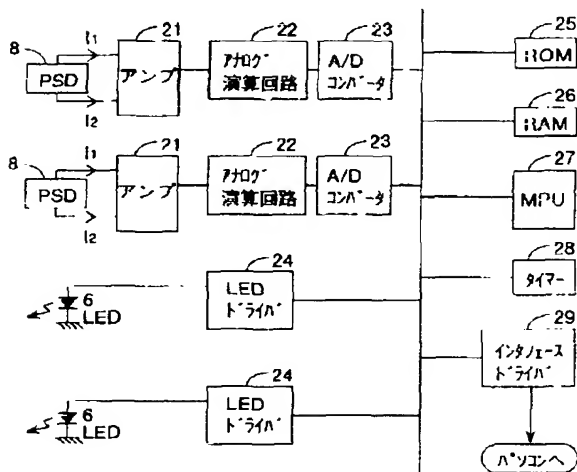 8
PSD
I1
I2
21
アンプ
22
アナログ
演算回路
23
A/D
コンバータ
25
ROM
26
RAM
8
PSD
I1
I2
21
アンプ
22
アナログ
演算回路
23
A/D
コンバータ
27
MPU
28
タイマー
6
LED
24
LED
ドライバ
29
インタフェース
ドライバ
6
LED
24
LED
ドライバ
パソコンへ